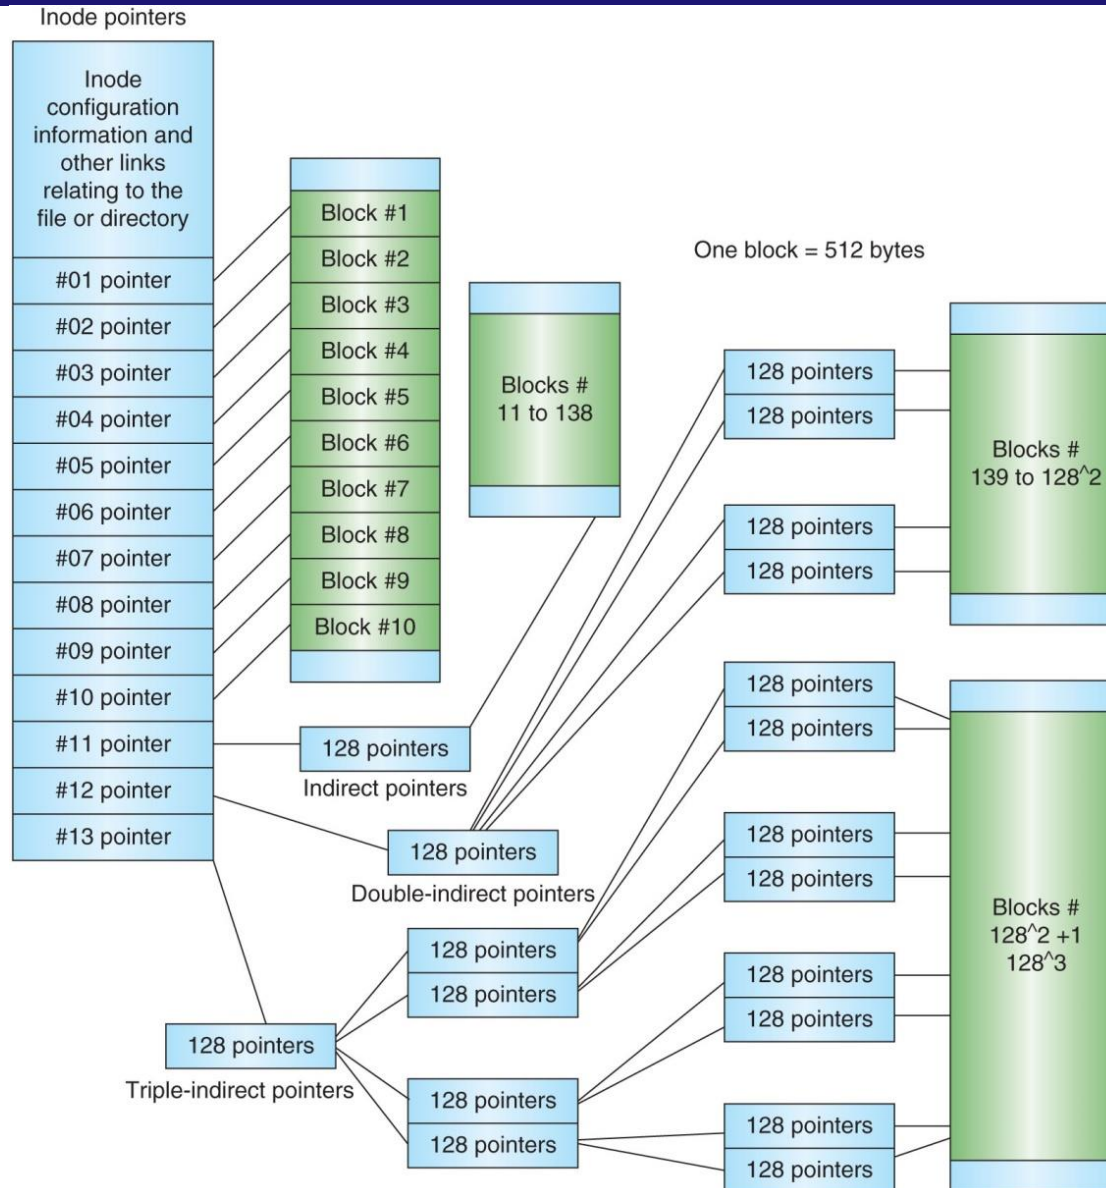 Inode pointers
Inode
configuration
information and
other links
relating to the
file or directory
#01 pointer
#02 pointer
#03 pointer
#04 pointer
#05 pointer
#06 pointer
#07 pointer
#08 pointer
#09 pointer
#10 pointer
#11 pointer
#12 pointer
#13 pointer
Block #1
Block #2
Block #3
Block #4
Block #5
Block #6
Block #7
Block #8
Block #9
Block #10
128 pointers
Indirect pointers
Blocks #
11 to 138
128 pointers
Double-indirect pointers
128 pointers
Triple-indirect pointers
128 pointers
128 pointers
128 pointers
128 pointers
One block = 512 bytes
128 pointers
128 pointers
128 pointers
128 pointers
128 pointers
128 pointers
128 pointers
128 pointers
128 pointers
128 pointers
128 pointers
128 pointers
Blocks #
139 to 128^2
Blocks #
128^2 +1
128^3